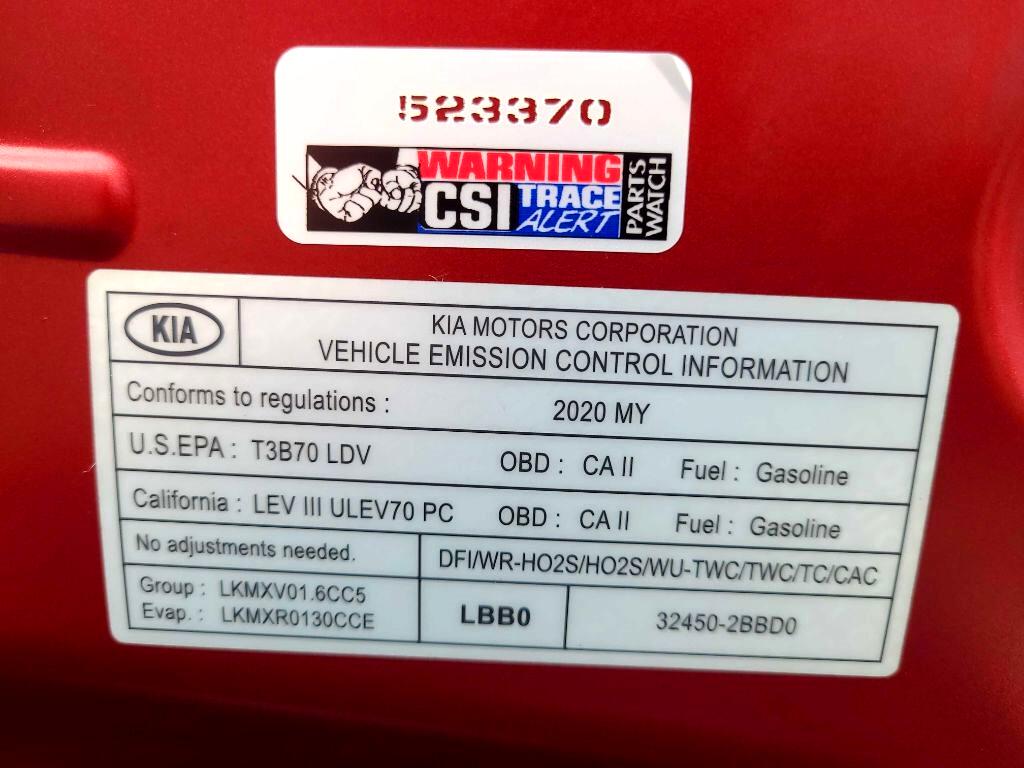 523370
WARNING
CSI TRACE
ALERT
PARTS
WATCH
KIA
KIA MOTORS CORPORATION
VEHICLE EMISSION CONTROL INFORMATION
Conforms to regulations : 2020 MY
U.S.EPA : T3B70 LDV OBD : CA II Fuel : Gasoline
California : LEV III ULEV70 PC OBD : CA II Fuel : Gasoline
No adjustments needed. DFI/WR-HO2S/HO2S/WU-TWC/TWC/TC/CAC
Group : LKMXV01.6CC5
Evap. : LKMXR0130CCE
LBB0 32450-2BBD0